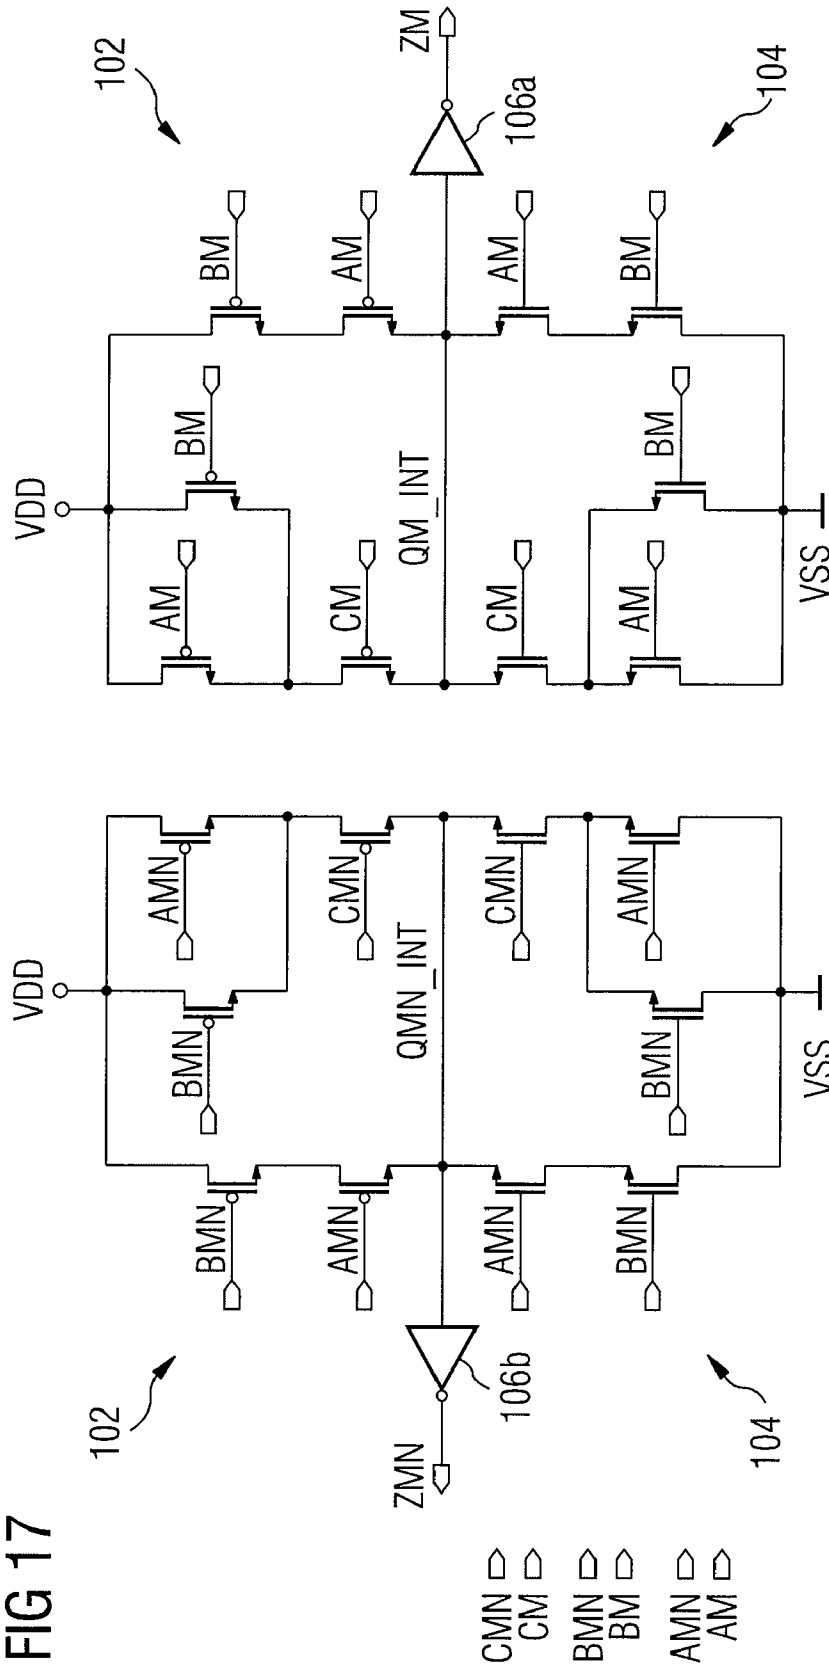 FIG 17
102
102
VDD
VDD
BMN
BMN
AMN
AM
BM
BM
AMN
CMN
CM
AM
ZMN
106b
QMN_INT
QM_INT
106a
ZM
AMN
CMN
CM
AM
BMN
BMN
AMN
AM
BM
BM
104
VSS
VSS
104
CMN
CM
BMN
BM
AMN
AM